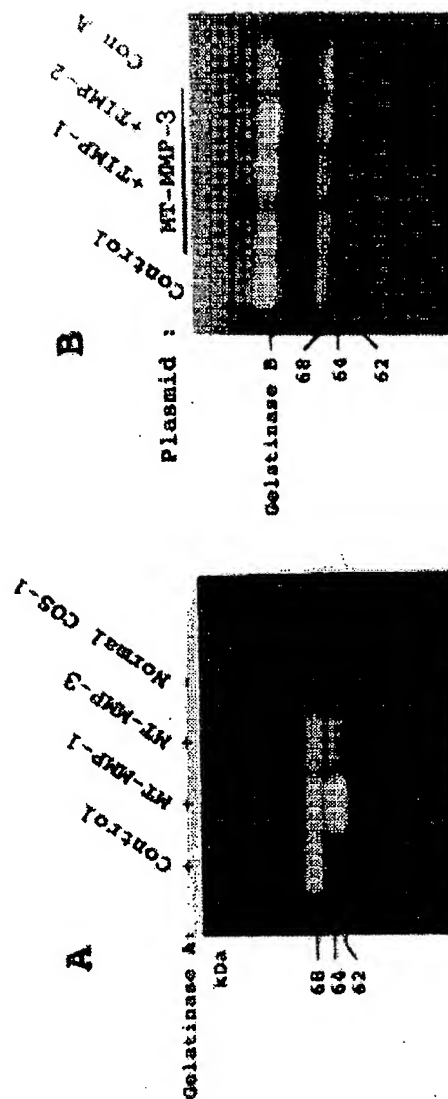 A
Gelatinase A:
+
+
+
-
Control
MT-MMP-1
MT-MMP-3
Normal COS-1
kDa
68
64
62
B
Plasmid :
Control
+TIMP-1
+TIMP-2
Con A
MT-MMP-3
Gelatinase B
68
64
62